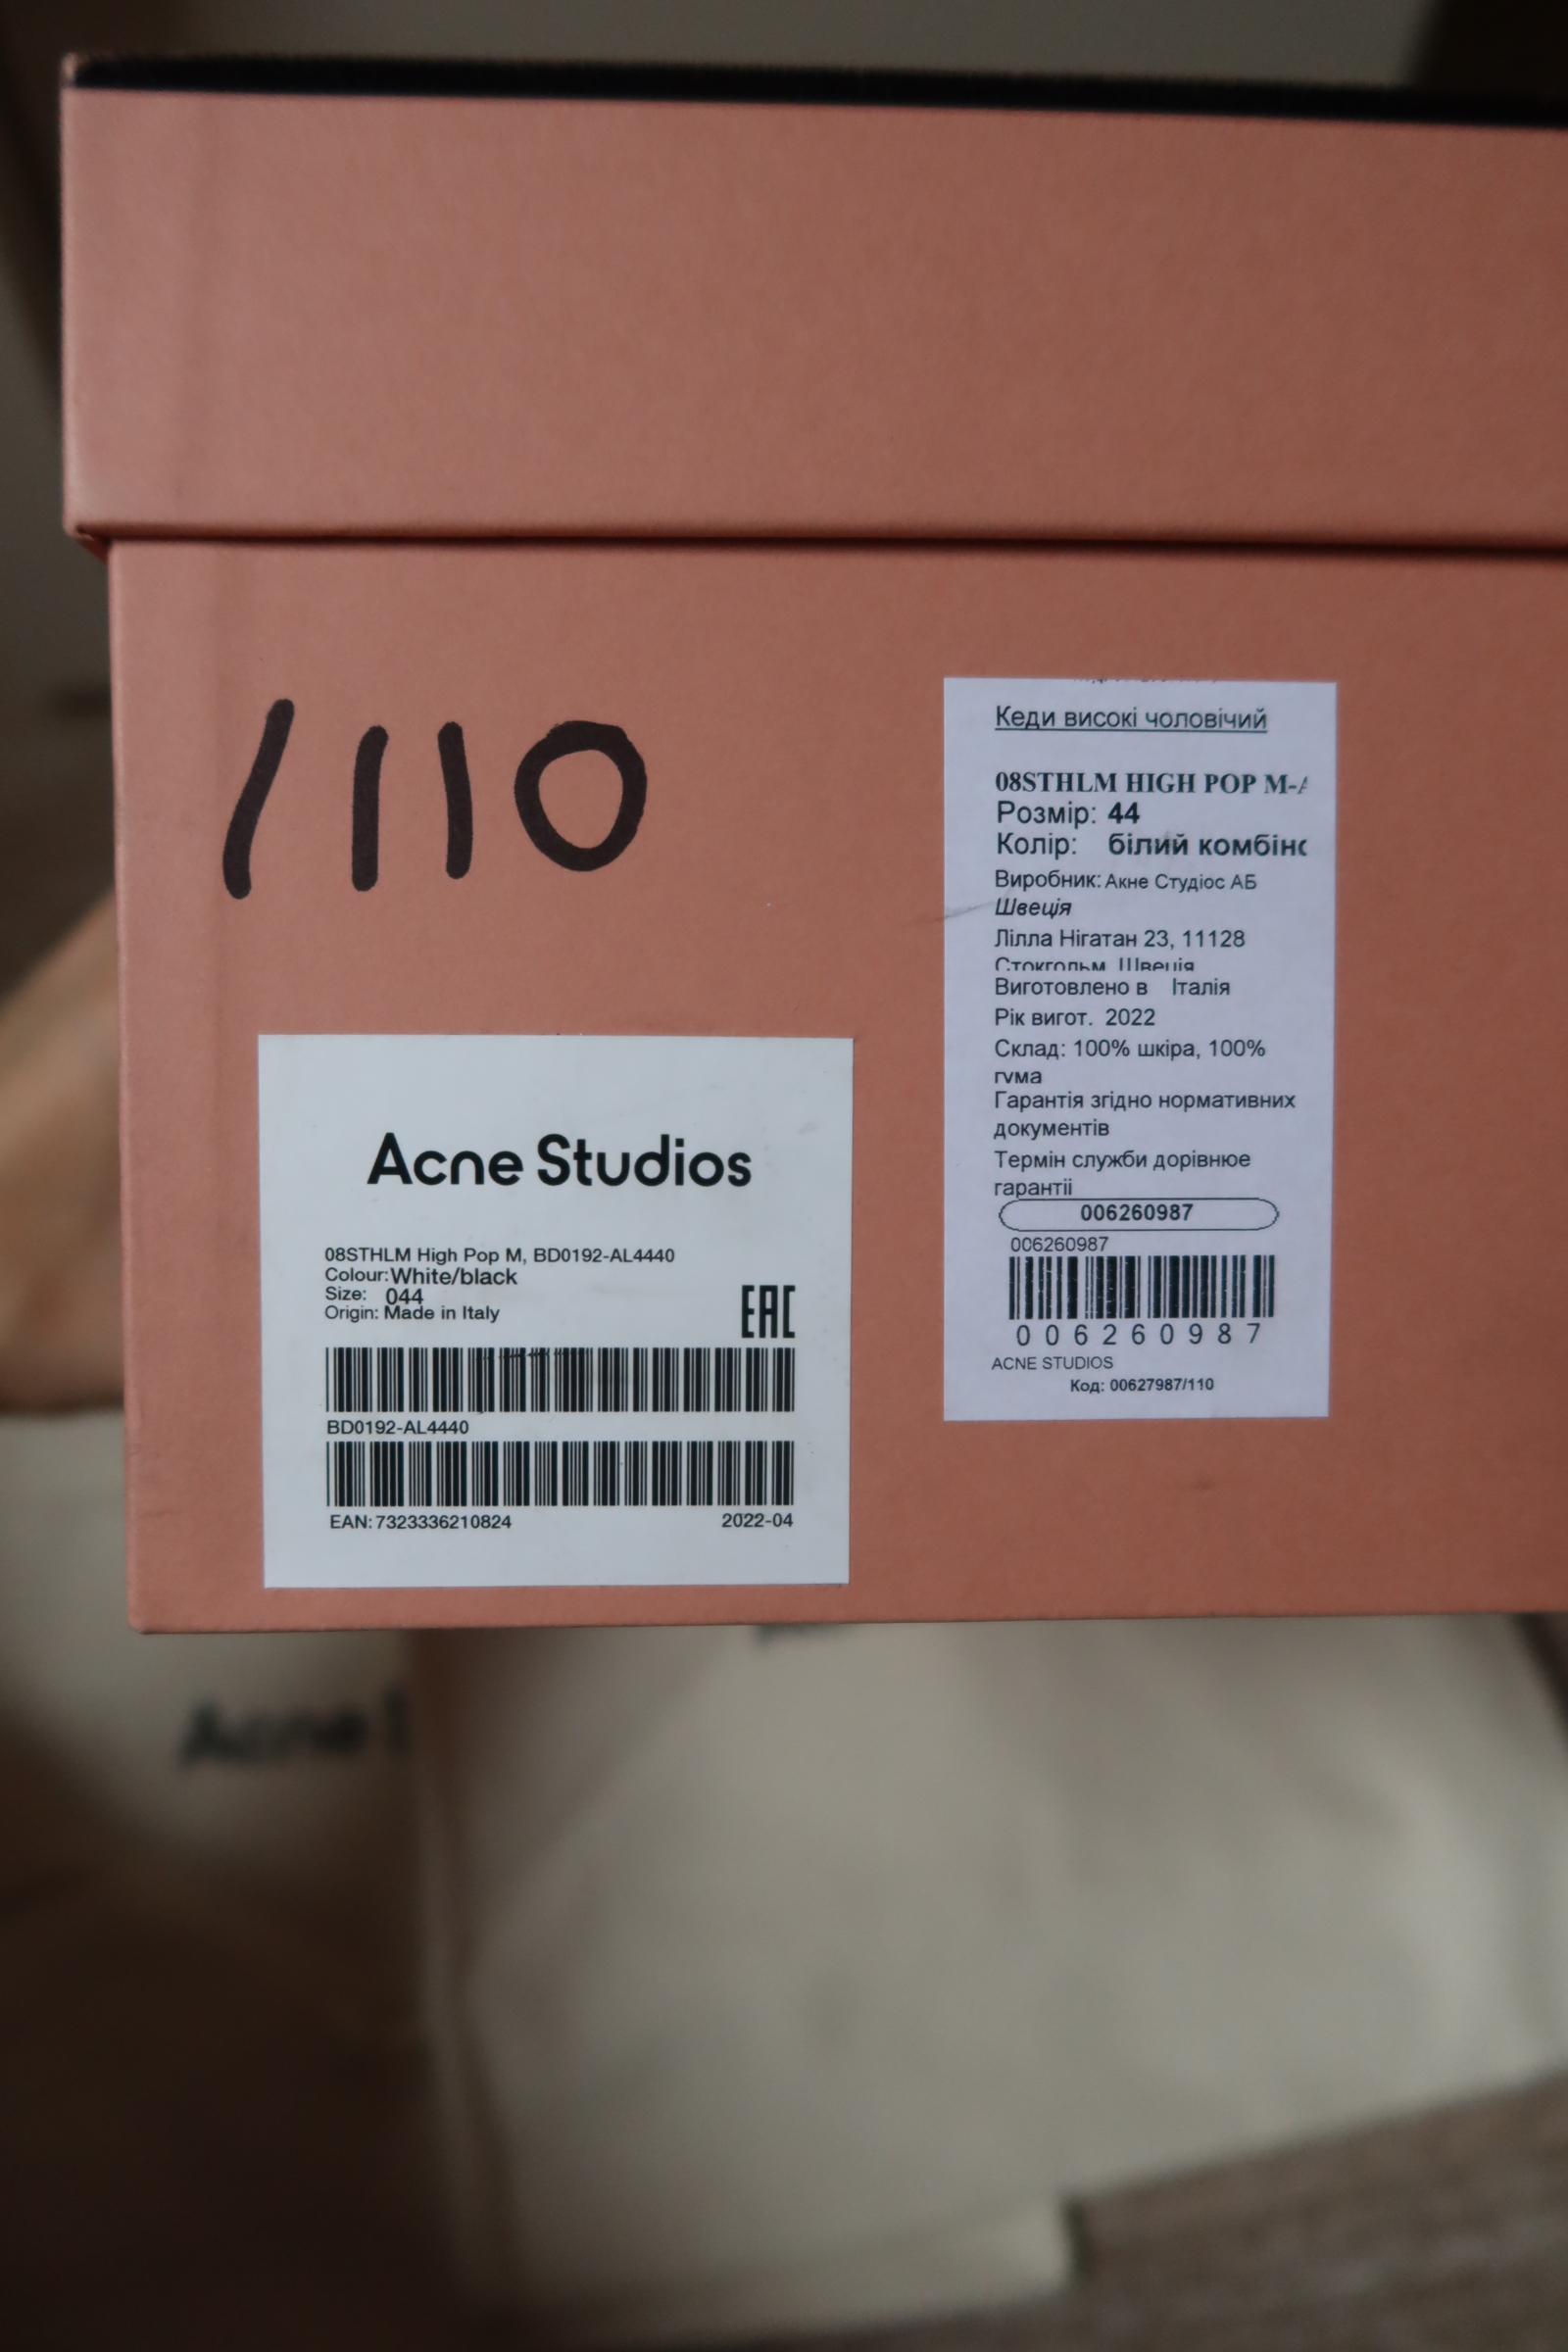 /110
Acne Studios
08STHLM High Pop M, BD0192-AL4440
Colour: White/black
Size: 044
Origin: Made in Italy
EAC
BD0192-AL4440
EAN: 7323336210824 2022-04
Кеди високі чоловічий
08STHLM HIGH POP M-
Розмір: 44
Колір: білий комбінс
Виробник: Акне Студіос АБ
Швеція
Лілла Нігатан 23, 11128
Стокгольм, Швеція
Виготовлено в Італія
Рік вигот. 2022
Склад: 100% шкіра, 100%
гума
Гарантія згідно нормативних
документів
Термін служби дорівнює
гарантії
006260987
006260987
006260987
ACNE STUDIOS
Код: 00627987/110
Acne